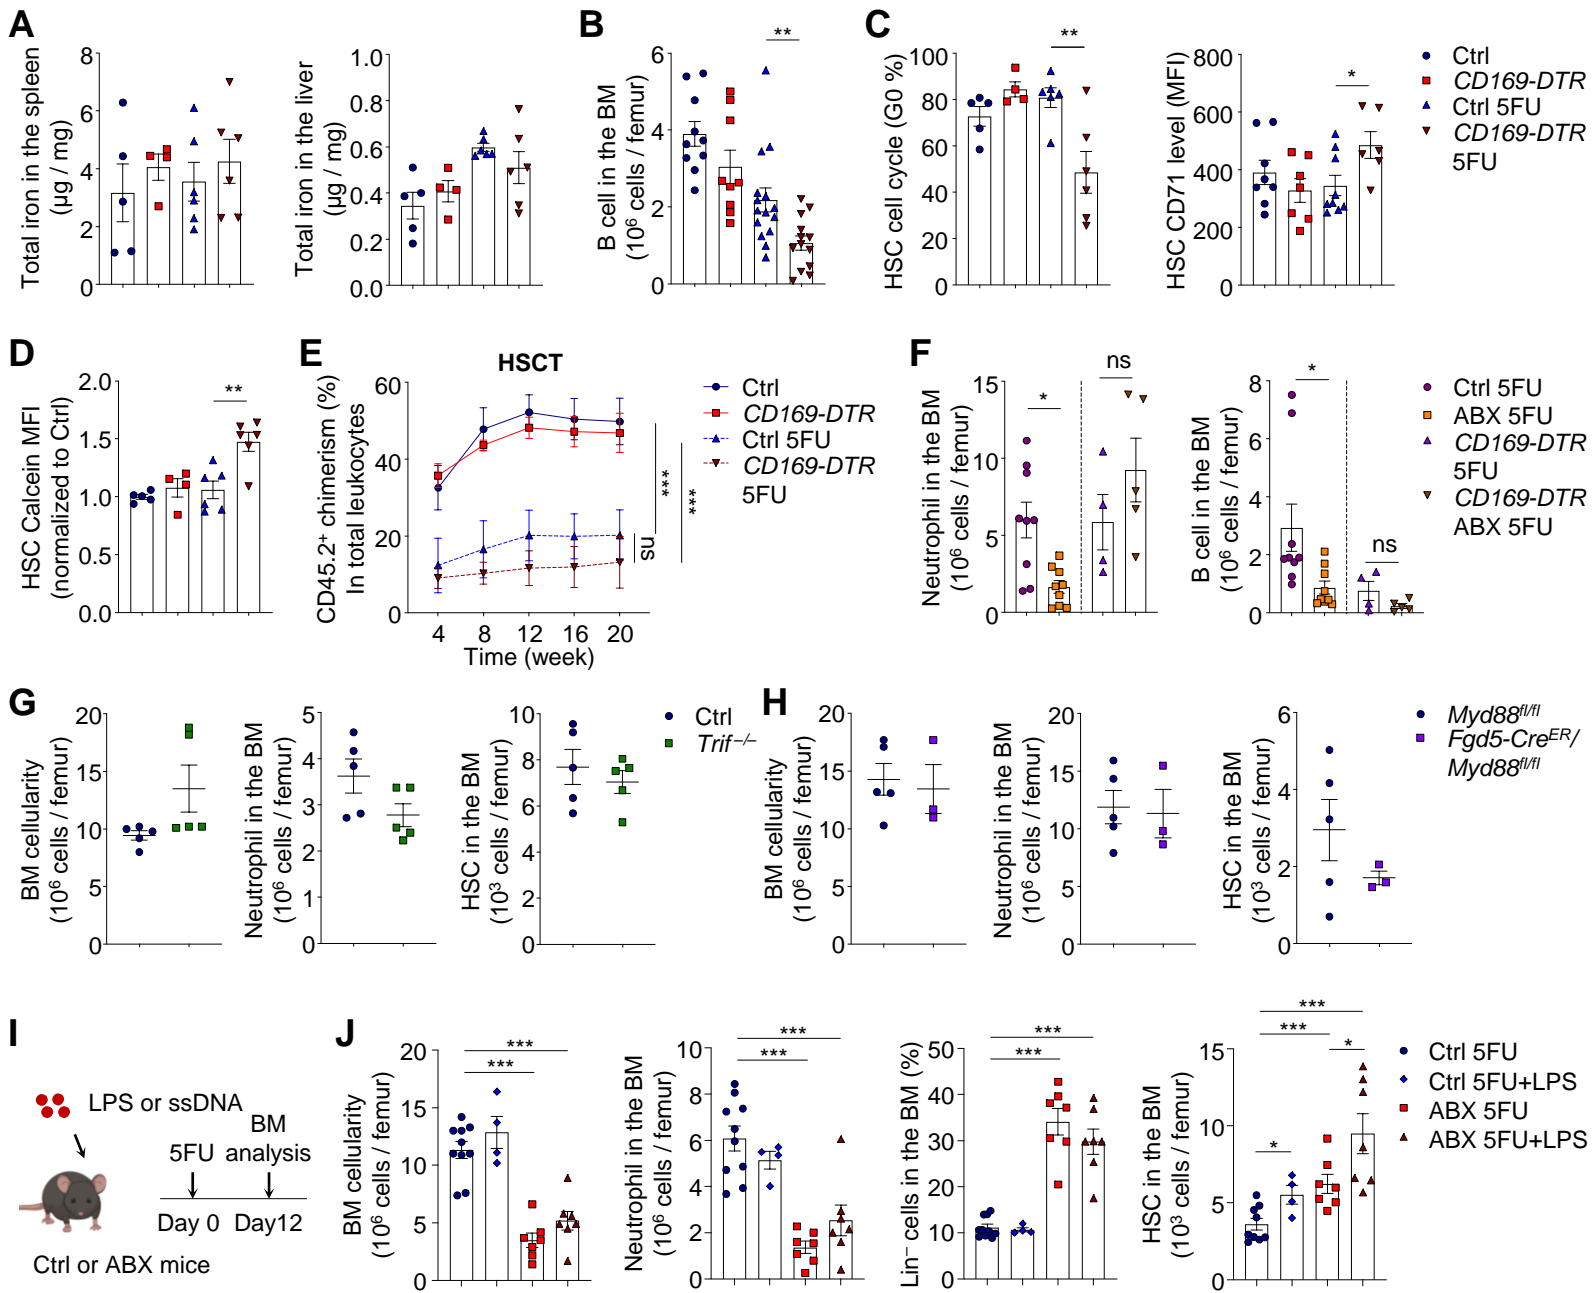 A
Total iron in the spleen
(µg / mg)
8
6
4
2
0
Total iron in the liver
(µg / mg)
1.0
0.8
0.6
0.4
0.2
0.0
B
B cell in the BM
(10⁶ cells / femur)
6
4
2
0
**
C
HSC cell cycle (G0 %)
100
80
60
40
20
0
**
HSC CD71 level (MFI)
800
600
400
200
0
*
Ctrl
CD169-DTR
Ctrl 5FU
CD169-DTR
5FU
D
HSC Calcein MFI
(normalized to Ctrl)
2.0
1.5
1.0
0.5
0.0
**
E
HSCT
CD45.2⁺ chimerism (%)
In total leukocytes
60
40
20
0
4 8 12 16 20
Time (week)
ns
***
***
Ctrl
CD169-DTR
Ctrl 5FU
CD169-DTR
5FU
F
Neutrophil in the BM
(10⁶ cells / femur)
15
10
5
0
*
ns
B cell in the BM
(10⁶ cells / femur)
8
6
4
2
0
*
ns
Ctrl 5FU
ABX 5FU
CD169-DTR
5FU
CD169-DTR
ABX 5FU
G
BM cellularity
(10⁶ cells / femur)
20
15
10
5
0
Neutrophil in the BM
(10⁶ cells / femur)
5
4
3
2
1
0
HSC in the BM
(10³ cells / femur)
10
8
6
4
2
0
Ctrl
Trif⁻/⁻
H
BM cellularity
(10⁶ cells / femur)
20
15
10
5
0
Neutrophil in the BM
(10⁶ cells / femur)
20
15
10
5
0
HSC in the BM
(10³ cells / femur)
6
4
2
0
Myd88fl/fl
Fgd5-CreER/
Myd88fl/fl
I
LPS or ssDNA
BM
5FU analysis
Day 0 Day12
Ctrl or ABX mice
J
BM cellularity
(10⁶ cells / femur)
20
15
10
5
0
***
***
Neutrophil in the BM
(10⁶ cells / femur)
10
8
6
4
2
0
***
***
Lin⁻ cells in the BM (%)
50
40
30
20
10
0
***
***
HSC in the BM
(10³ cells / femur)
15
10
5
0
***
***
*
*
Ctrl 5FU
Ctrl 5FU+LPS
ABX 5FU
ABX 5FU+LPS